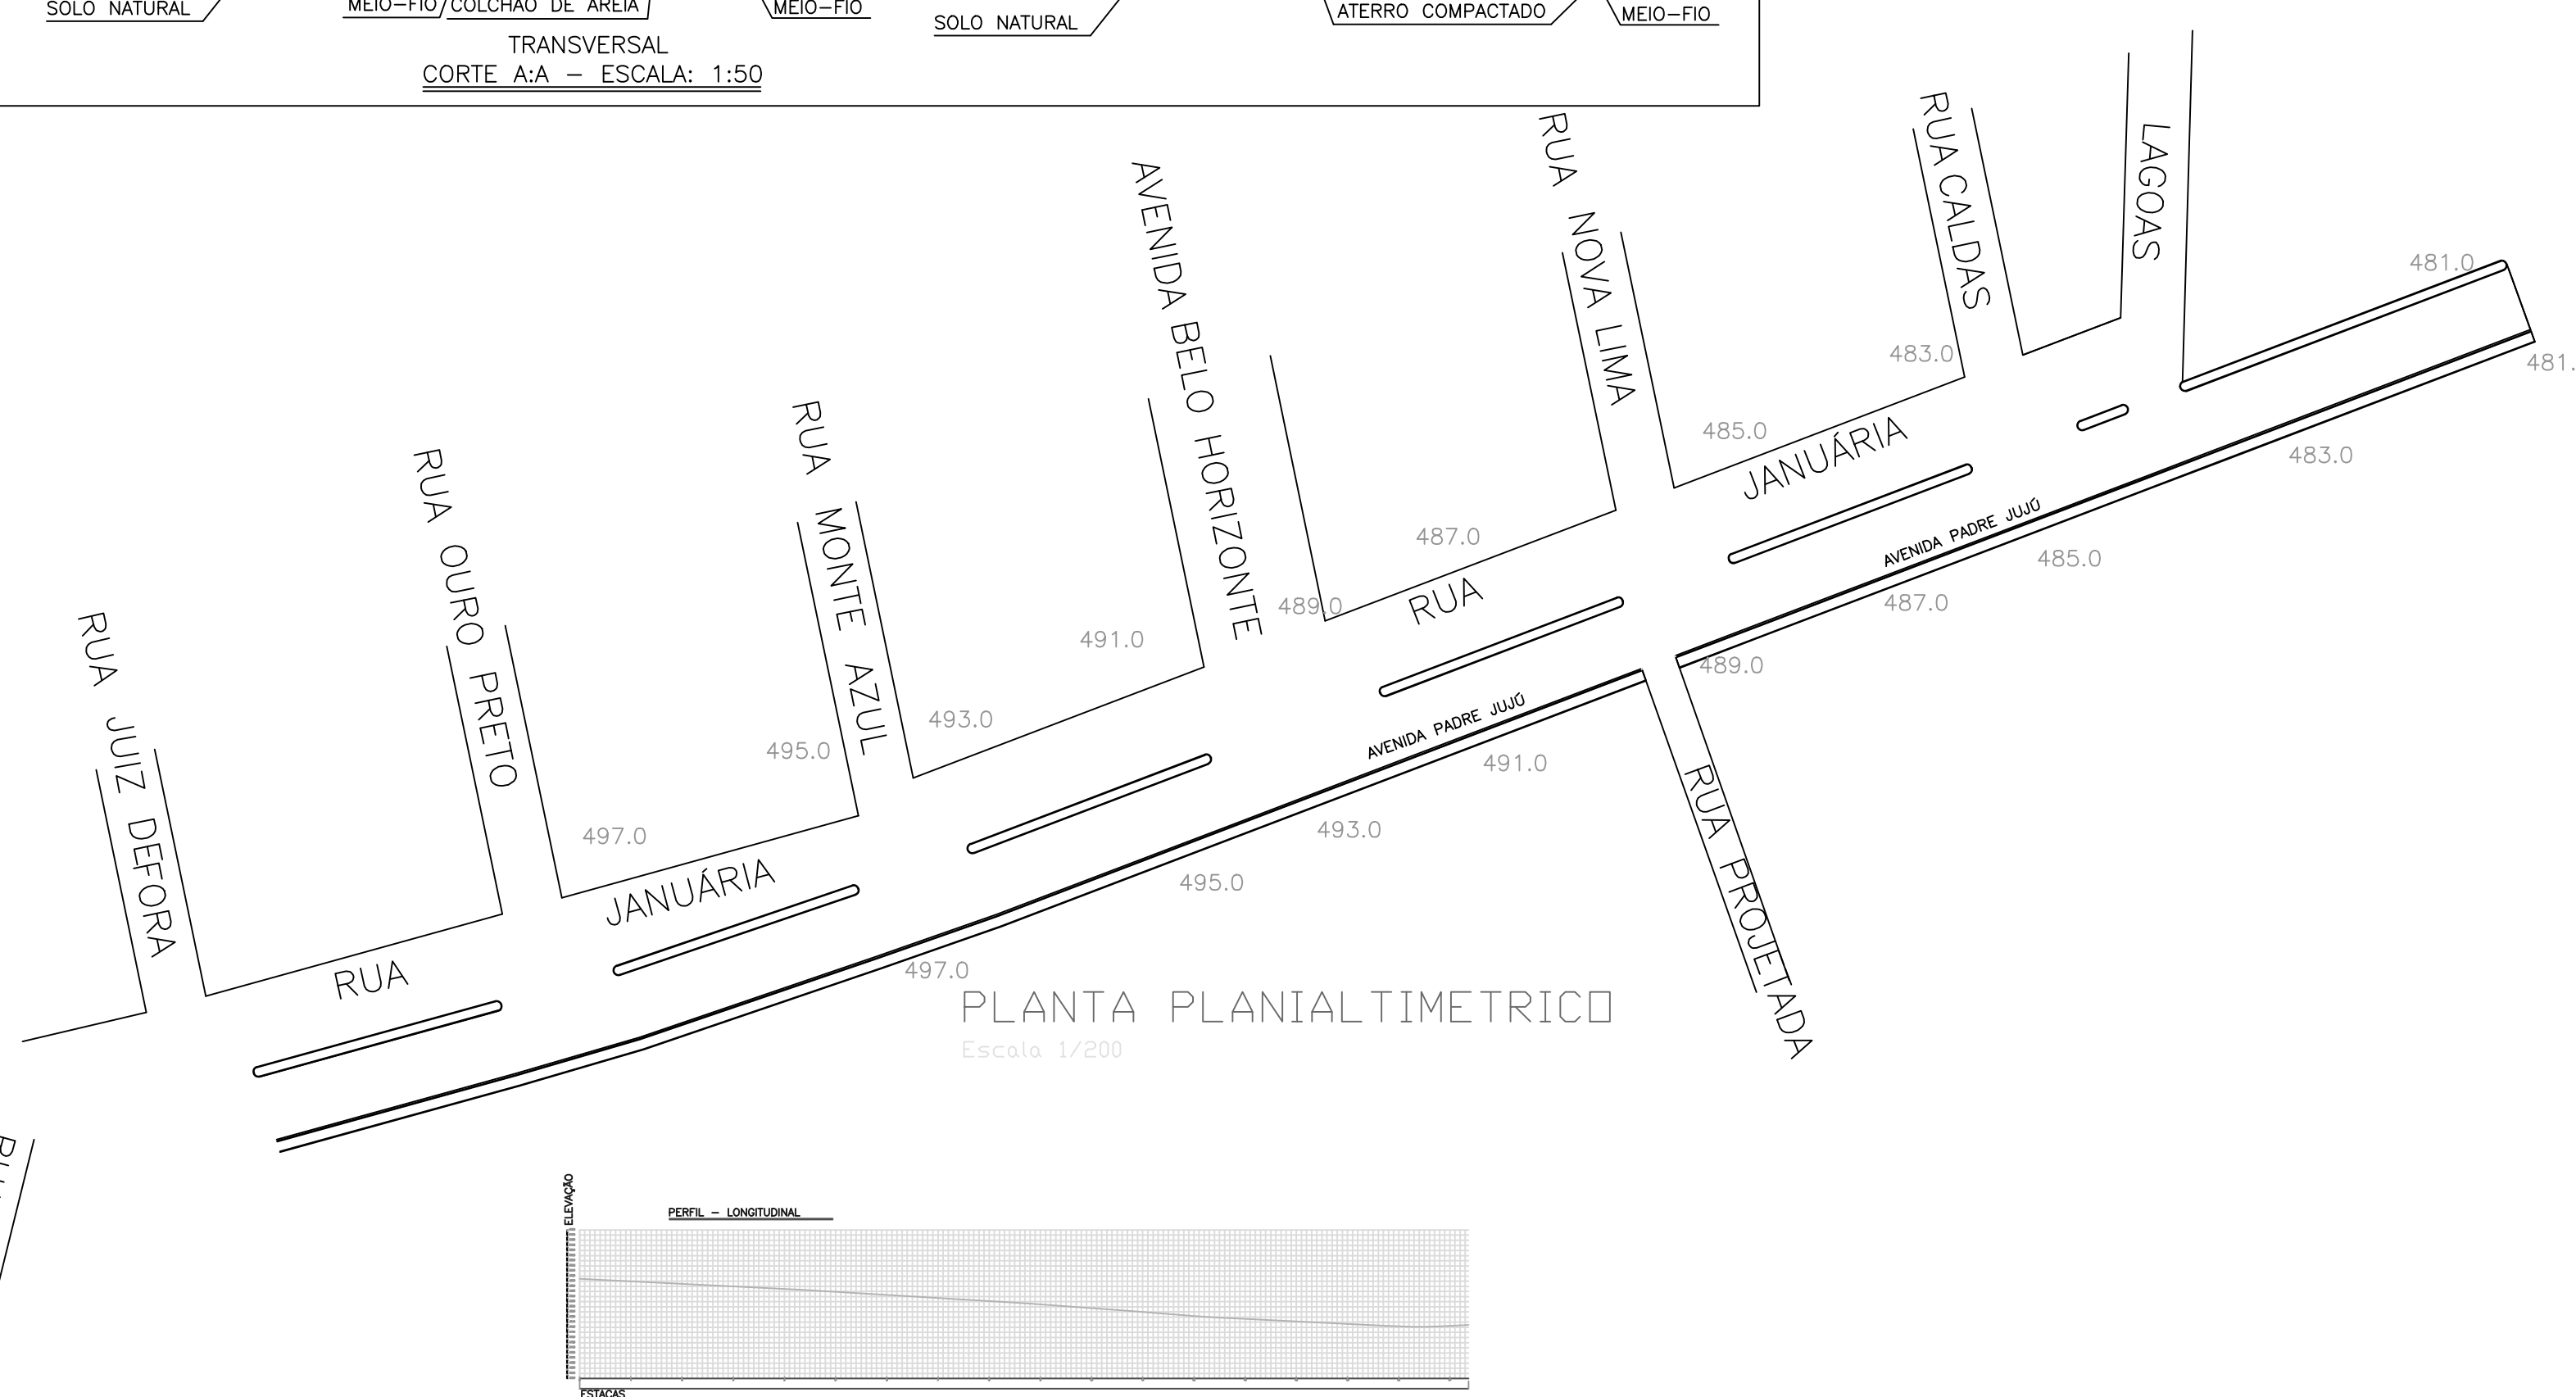 SOLO NATURAL
MEIO-FIO
COLCHAO DE AREIA
MEIO-FIO
SOLO NATURAL
ATERRO COMPACTADO
MEIO-FIO
TRANSVERSAL
CORTE A:A - ESCALA: 1:50
RUA JUIZ DEFORA
RUA OURO PRETO
RUA MONTE AZUL
AVENIDA BELO HORIZONTE
RUA NOVA LIMA
RUA CALDAS
LAGOAS
481.0
481.
483.0
483.0
485.0
JANUÁRIA
AVENIDA PADRE JUJÚ
485.0
487.0
487.0
489.0
RUA
489.0
491.0
AVENIDA PADRE JUJÚ
491.0
493.0
495.0
493.0
497.0
JANUÁRIA
495.0
RUA
497.0
RUA PROJETADA
PLANTA PLANIALTIMETRICO
Escala 1/200
ELEVAÇÃO
PERFIL - LONGITUDINAL
ESTACAS